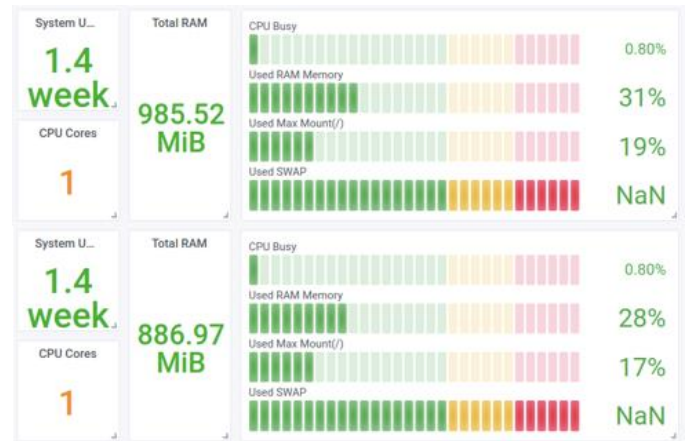 System U...
1.4
week
CPU Cores
1
Total RAM
985.52
MiB
CPU Busy
0.80%
Used RAM Memory
31%
Used Max Mount(/)
19%
Used SWAP
NaN
System U...
1.4
week
CPU Cores
1
Total RAM
886.97
MiB
CPU Busy
0.80%
Used RAM Memory
28%
Used Max Mount(/)
17%
Used SWAP
NaN